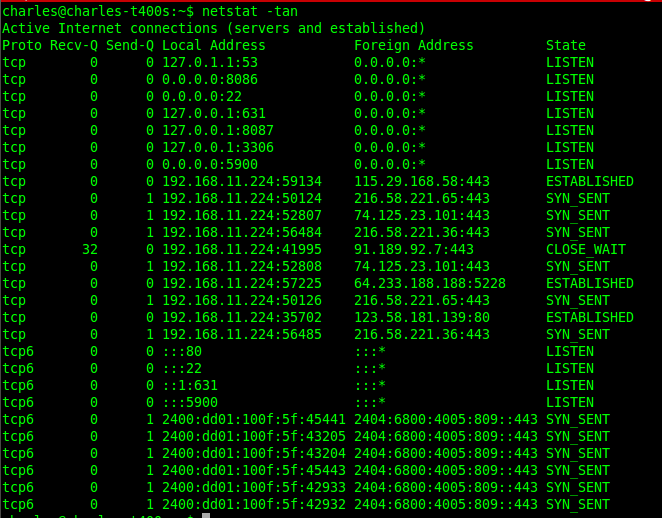 charles@charles-t400s:~$ netstat -tan
Active Internet connections (servers and established)
Proto Recv-Q Send-Q Local Address           Foreign Address         State
tcp        0      0 127.0.1.1:53            0.0.0.0:*               LISTEN
tcp        0      0 0.0.0.0:8086            0.0.0.0:*               LISTEN
tcp        0      0 0.0.0.0:22              0.0.0.0:*               LISTEN
tcp        0      0 127.0.0.1:631           0.0.0.0:*               LISTEN
tcp        0      0 127.0.0.1:8087          0.0.0.0:*               LISTEN
tcp        0      0 127.0.0.1:3306          0.0.0.0:*               LISTEN
tcp        0      0 0.0.0.0:5900            0.0.0.0:*               LISTEN
tcp        0      0 192.168.11.224:59134    115.29.168.58:443       ESTABLISHED
tcp        0      1 192.168.11.224:50124    216.58.221.65:443       SYN_SENT
tcp        0      1 192.168.11.224:52807    74.125.23.101:443       SYN_SENT
tcp        0      1 192.168.11.224:56484    216.58.221.36:443       SYN_SENT
tcp       32      0 192.168.11.224:41995    91.189.92.7:443         CLOSE_WAIT
tcp        0      1 192.168.11.224:52808    74.125.23.101:443       SYN_SENT
tcp        0      0 192.168.11.224:57225    64.233.188.188:5228     ESTABLISHED
tcp        0      1 192.168.11.224:50126    216.58.221.65:443       SYN_SENT
tcp        0      0 192.168.11.224:35702    123.58.181.139:80       ESTABLISHED
tcp        0      1 192.168.11.224:56485    216.58.221.36:443       SYN_SENT
tcp6       0      0 :::80                   :::*                    LISTEN
tcp6       0      0 :::22                   :::*                    LISTEN
tcp6       0      0 ::1:631                 :::*                    LISTEN
tcp6       0      0 :::5900                 :::*                    LISTEN
tcp6       0      1 2400:dd01:100f:5f:45441 2404:6800:4005:809::443 SYN_SENT
tcp6       0      1 2400:dd01:100f:5f:43205 2404:6800:4005:809::443 SYN_SENT
tcp6       0      1 2400:dd01:100f:5f:43204 2404:6800:4005:809::443 SYN_SENT
tcp6       0      1 2400:dd01:100f:5f:45443 2404:6800:4005:809::443 SYN_SENT
tcp6       0      1 2400:dd01:100f:5f:42933 2404:6800:4005:809::443 SYN_SENT
tcp6       0      1 2400:dd01:100f:5f:42932 2404:6800:4005:809::443 SYN_SENT
charles@charles-t400s:~$